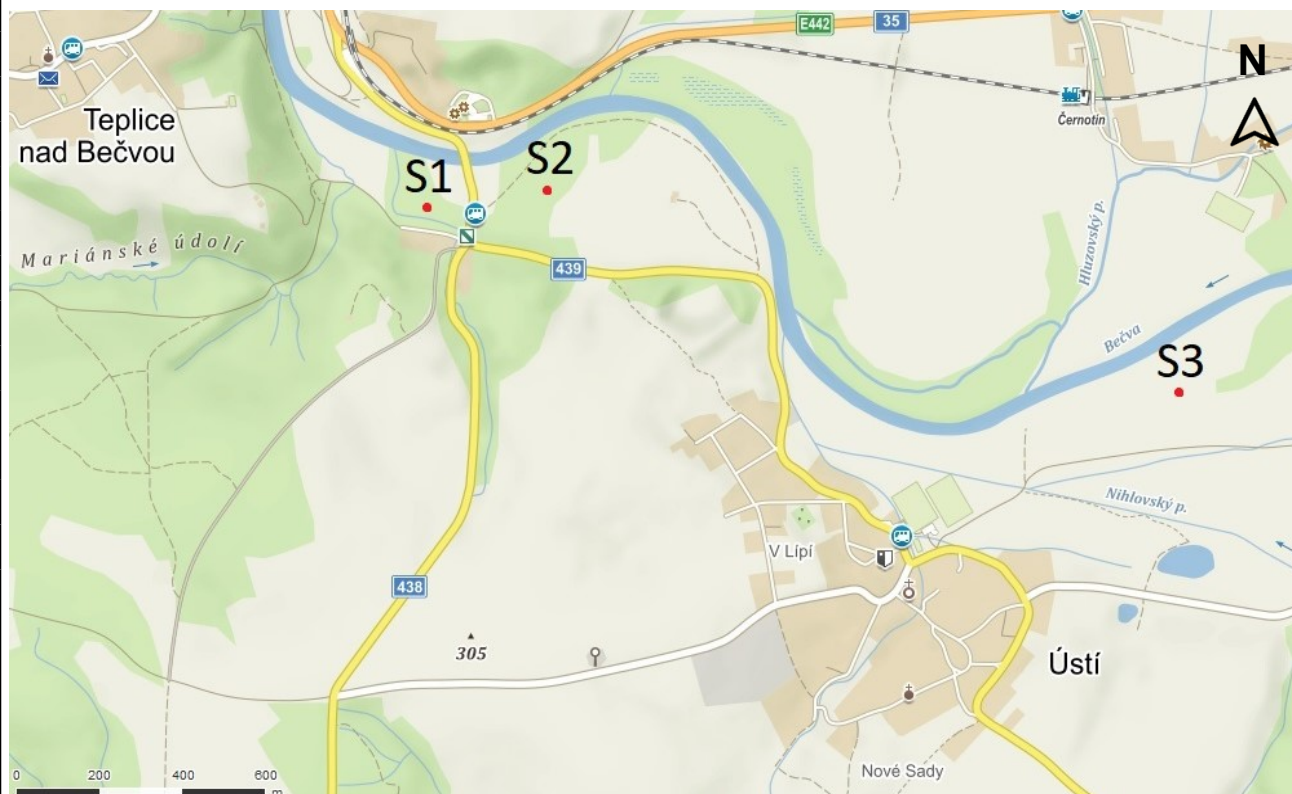 E442
35
N
Teplice
nad Bečvou
Černotín
S1
S2
Mariánské údolí
439
Hluzovský p.
Bečva
S3
Nihlovský p.
V Lípí
438
305
Ústí
Nové Sady
0 200 400 600
m